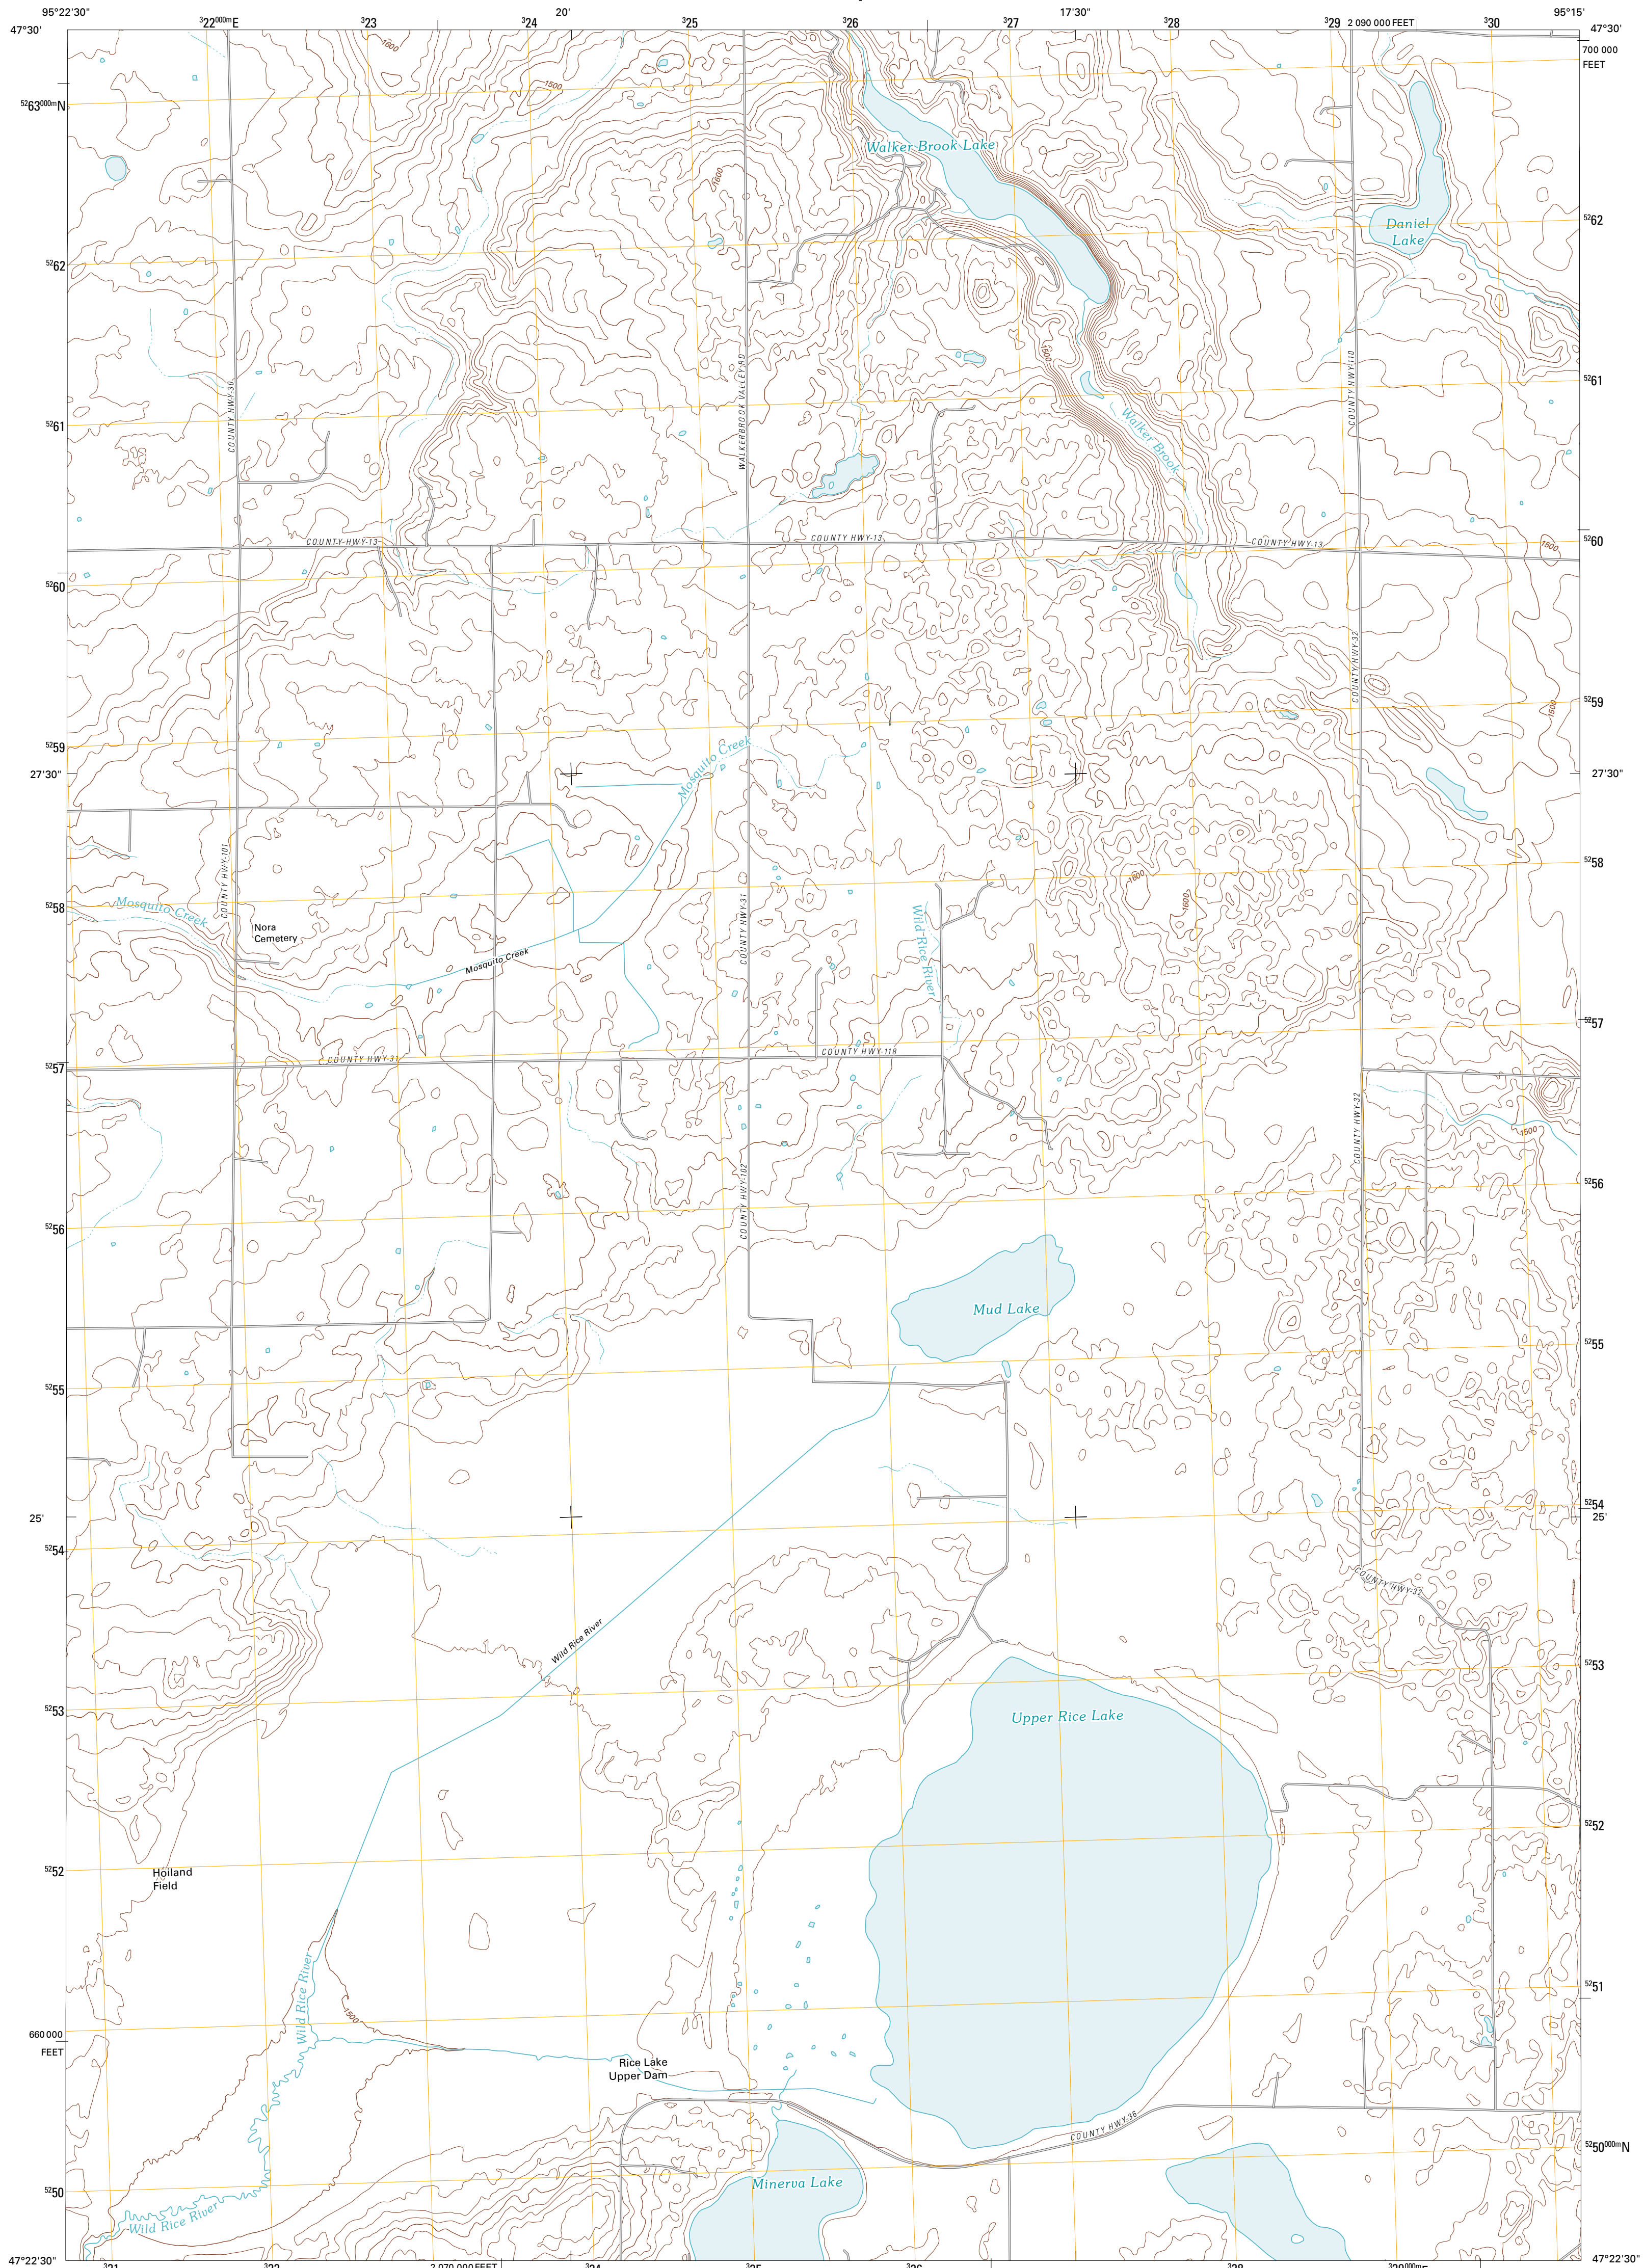 95°22'30"
³22⁰⁰⁰ᵐE
³23
³24
20'
³25
³26
³27
17'30"
³28
³29
2 090 000 FEET
³30
95°15'
47°30'
47°30'
700 000
FEET
1600
1500
⁵²63⁰⁰⁰ᵐN
Walker Brook Lake
1600
Daniel
Lake
⁵²62
⁵²62
1500
COUNTY HWY-30
WALKERBROOK VALLEY RD
COUNTY HWY-110
⁵²61
⁵²61
Walker Brook
COUNTY HWY-13
COUNTY HWY-13
COUNTY HWY-13
1500
⁵²60
⁵²60
COUNTY HWY-32
⁵²59
1500
⁵²59
Mosquito Creek
27'30"
27'30"
⁵²58
COUNTY HWY-101
1600
1600
⁵²58
Mosquito Creek
COUNTY HWY-31
Wild Rice River
Nora
Cemetery
Mosquito Creek
⁵²57
COUNTY HWY-31
COUNTY HWY-118
⁵²57
COUNTY HWY-32
1500
COUNTY HWY-102
⁵²56
⁵²56
Mud Lake
⁵²55
⁵²55
⁵²54
25'
25'
⁵²54
COUNTY HWY-32
Wild Rice River
⁵²53
⁵²53
Upper Rice Lake
⁵²52
⁵²52
Hoiland
Field
⁵²51
Wild Rice River
1500
660 000
FEET
Rice Lake
Upper Dam
COUNTY HWY-36
⁵²50⁰⁰⁰ᵐN
Minerva Lake
⁵²50
Wild Rice River
47°22'30"
47°22'30"
2 070 000 FEET